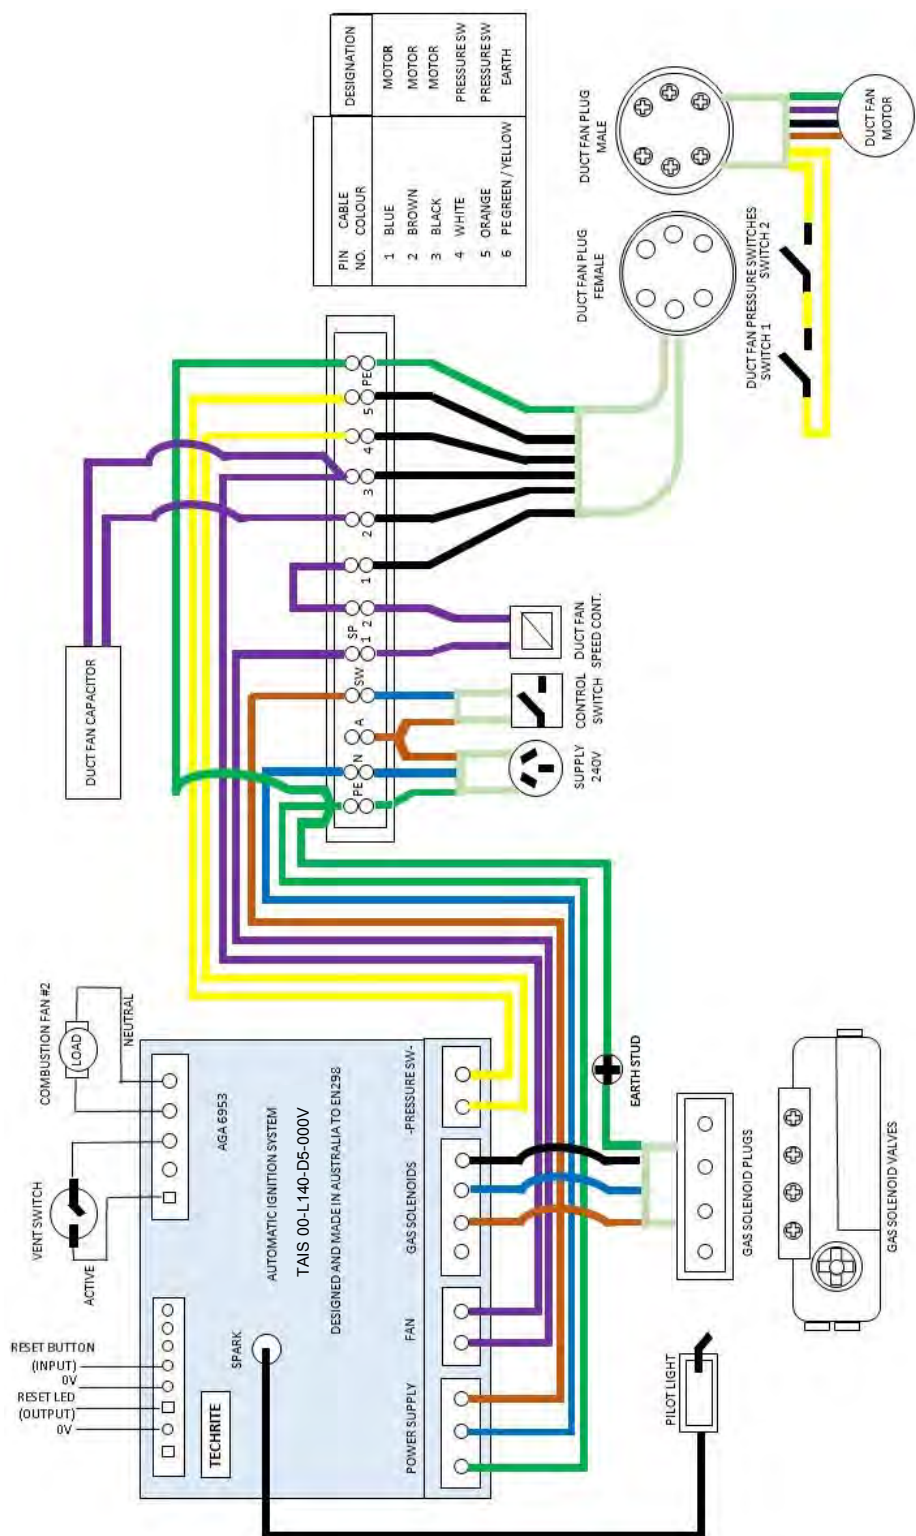 PIN NO.
CABLE COLOUR
DESIGNATION
1 BLUE MOTOR
2 BROWN MOTOR
3 BLACK MOTOR
4 WHITE PRESSURE SW
5 ORANGE PRESSURE SW
6 PE GREEN / YELLOW EARTH
DUCT FAN PLUG
MALE
DUCT FAN
MOTOR
DUCT FAN PLUG
FEMALE
DUCT FAN PRESSURE SWITCHES
SWITCH 1
SWITCH 2
DUCT FAN CAPACITOR
PE
N
A
SW
SP
1
2
1
2
3
4
5
PE
DUCT FAN
SPEED CONT.
CONTROL
SWITCH
SUPPLY
240V
COMBUSTION FAN #2
LOAD
NEUTRAL
VENT SWITCH
ACTIVE
RESET BUTTON
(INPUT)
0V
RESET LED
(OUTPUT)
0V
AGA 6953
AUTOMATIC IGNITION SYSTEM
TAIS 00-L140-D5-000V
DESIGNED AND MADE IN AUSTRALIA TO EN298
SPARK
TECHRITE
POWER SUPPLY
FAN
GAS SOLENOIDS
-PRESSURE SW-
EARTH STUD
GAS SOLENOID PLUGS
GAS SOLENOID VALVES
PILOT LIGHT